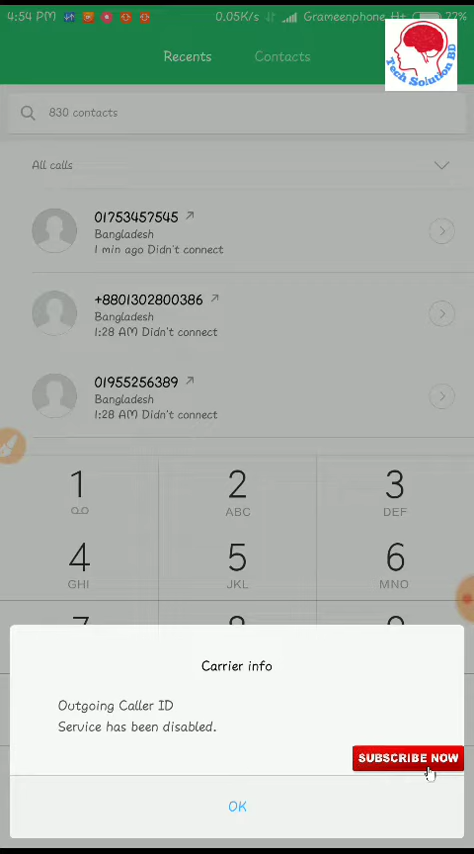 4:54 PM
0.05K/s
Grameenphone H+
72%
Tech Solution BD
Recents
Contacts
830 contacts
All calls
01753457545
Bangladesh
1 min ago Didn't connect
+8801302800386
Bangladesh
1:28 AM Didn't connect
01955256389
Bangladesh
1:28 AM Didn't connect
1
2
3
ABC
DEF
4
5
6
GHI
JKL
MNO
Carrier info
Outgoing Caller ID
Service has been disabled.
SUBSCRIBE NOW
OK